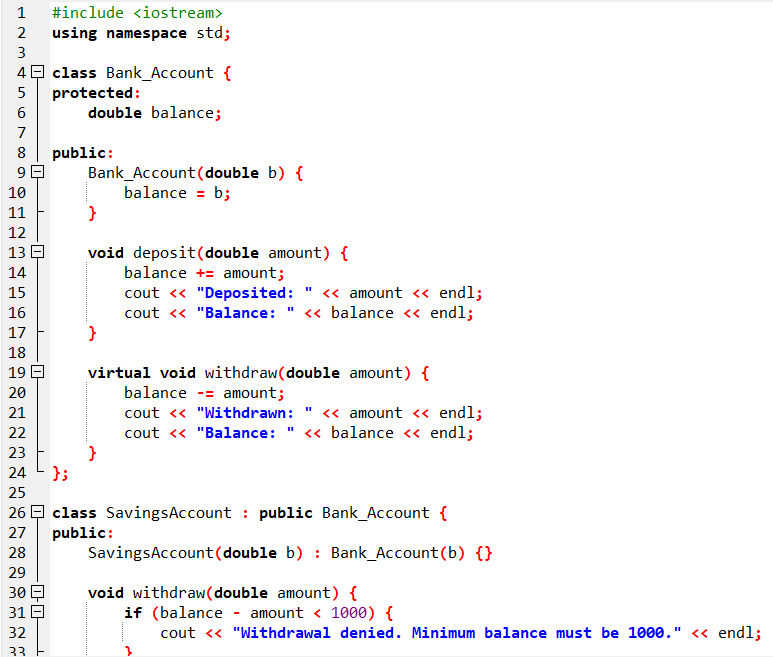 1 #include <iostream>
2 using namespace std;
3
4 class Bank_Account {
5 protected:
6     double balance;
7
8 public:
9     Bank_Account(double b) {
10         balance = b;
11     }
12
13     void deposit(double amount) {
14         balance += amount;
15         cout << "Deposited: " << amount << endl;
16         cout << "Balance: " << balance << endl;
17     }
18
19     virtual void withdraw(double amount) {
20         balance -= amount;
21         cout << "Withdrawn: " << amount << endl;
22         cout << "Balance: " << balance << endl;
23     }
24 };
25
26 class SavingsAccount : public Bank_Account {
27 public:
28     SavingsAccount(double b) : Bank_Account(b) {}
29
30     void withdraw(double amount) {
31         if (balance - amount < 1000) {
32             cout << "Withdrawal denied. Minimum balance must be 1000." << endl;
33         }